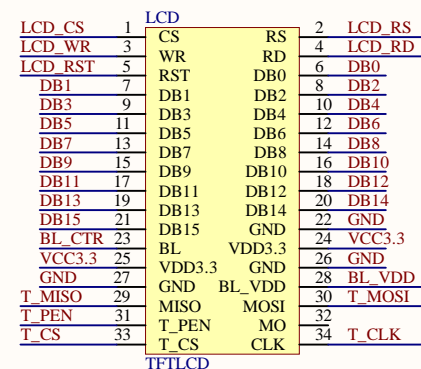 LCD
LCD_CS 1 CS RS 2 LCD_RS
LCD_WR 3 WR RD 4 LCD_RD
LCD_RST 5 RST DB0 6 DB0
DB1 7 DB1 DB2 8 DB2
DB3 9 DB3 DB4 10 DB4
DB5 11 DB5 DB6 12 DB6
DB7 13 DB7 DB8 14 DB8
DB9 15 DB9 DB10 16 DB10
DB11 17 DB11 DB12 18 DB12
DB13 19 DB13 DB14 20 DB14
DB15 21 DB15 GND 22 GND
BL_CTR 23 BL VDD3.3 24 VCC3.3
VCC3.3 25 VDD3.3 GND 26 GND
GND 27 GND BL_VDD 28 BL_VDD
T_MISO 29 MISO MOSI 30 T_MOSI
T_PEN 31 T_PEN MO 32
T_CS 33 T_CS CLK 34 T_CLK
TFTLCD